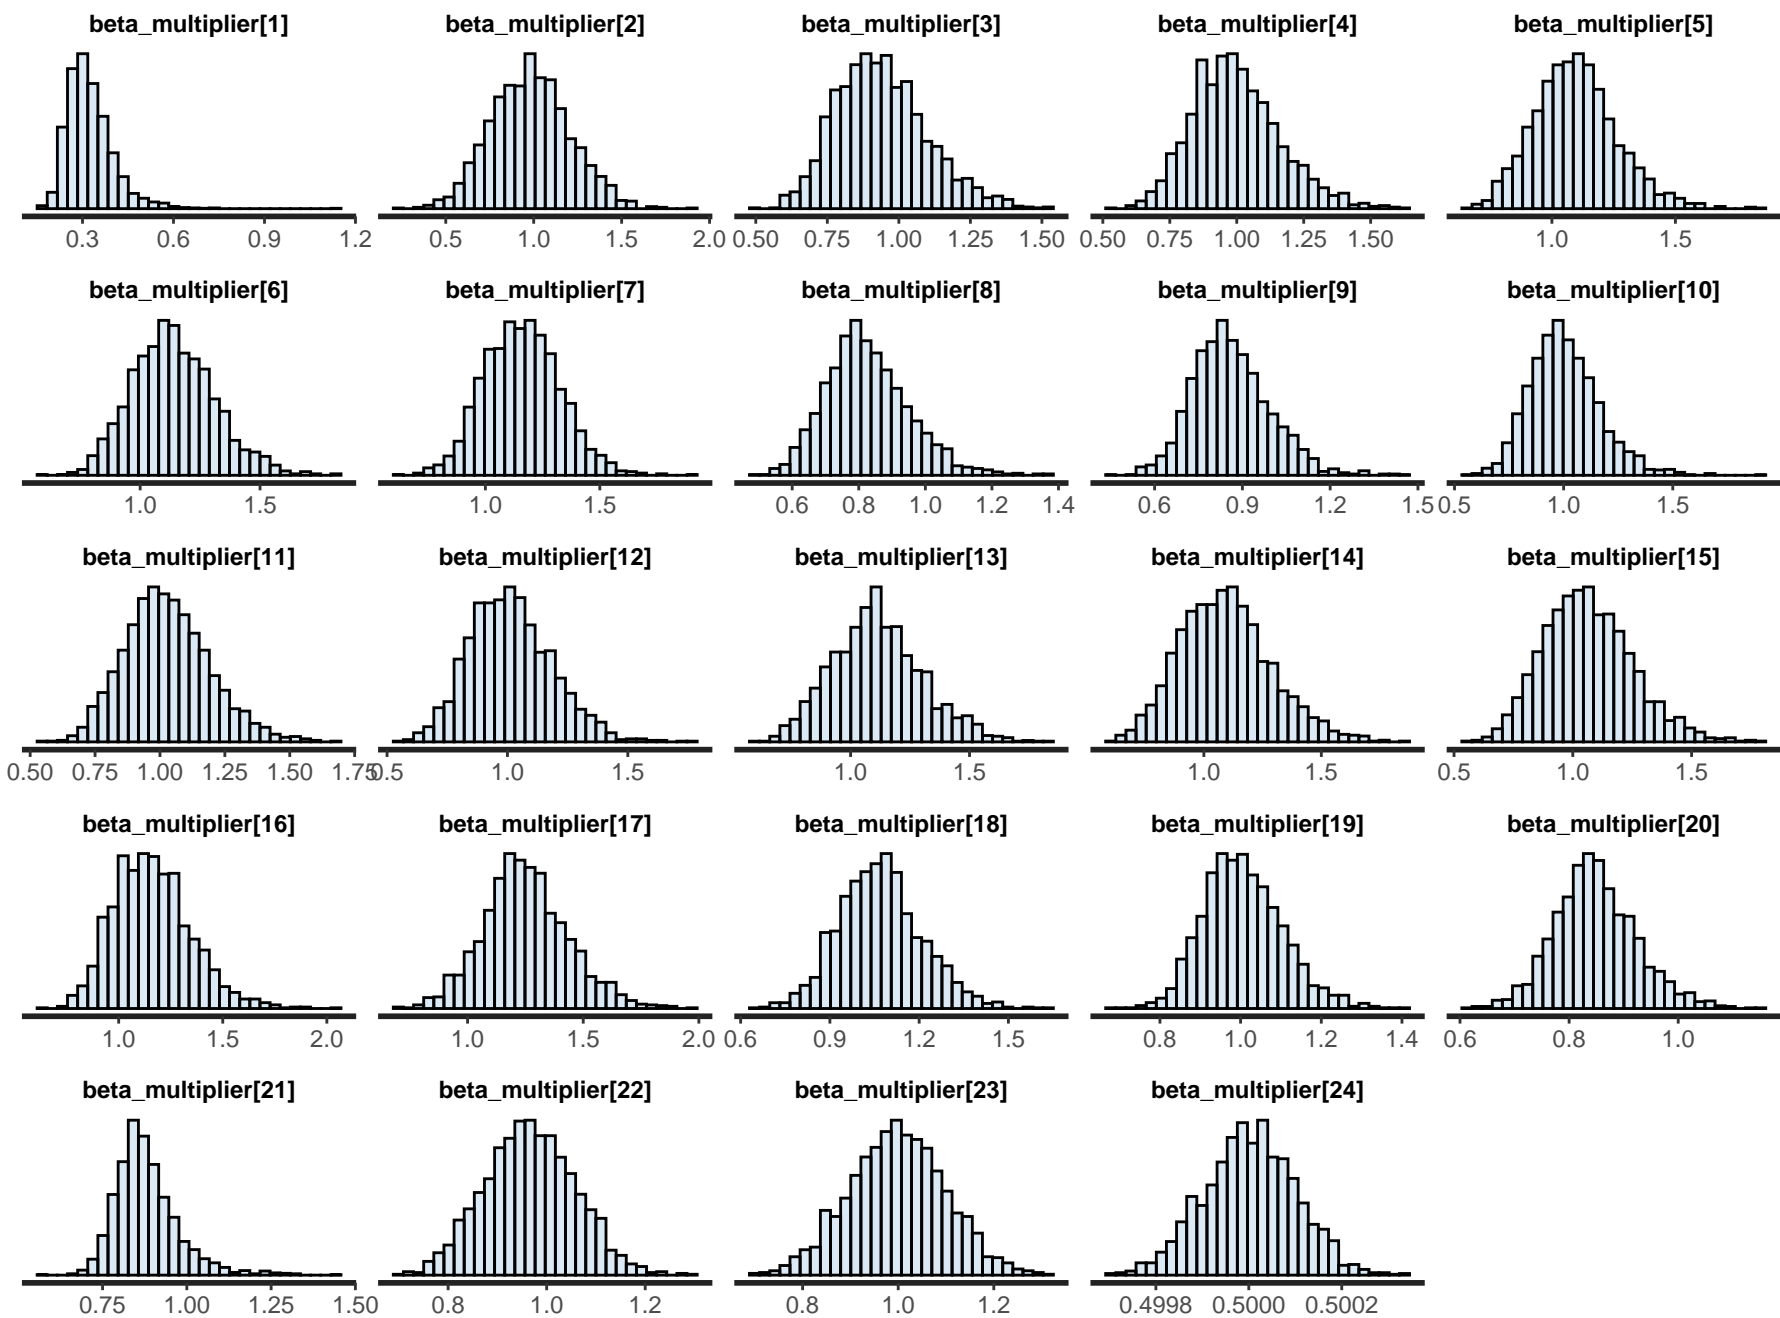 beta_multiplier[1] beta_multiplier[2] beta_multiplier[3] beta_multiplier[4] beta_multiplier[5]
0.3 0.6 0.9 1.2 0.5 1.0 1.5 2.0 0.50 0.75 1.00 1.25 1.50 0.50 0.75 1.00 1.25 1.50 1.0 1.5
beta_multiplier[6] beta_multiplier[7] beta_multiplier[8] beta_multiplier[9] beta_multiplier[10]
1.0 1.5 1.0 1.5 0.6 0.8 1.0 1.2 1.4 0.6 0.9 1.2 1.5 0.5 1.0 1.5
beta_multiplier[11] beta_multiplier[12] beta_multiplier[13] beta_multiplier[14] beta_multiplier[15]
0.50 0.75 1.00 1.25 1.50 1.75 0.5 1.0 1.5 1.0 1.5 1.0 1.5 0.5 1.0 1.5
beta_multiplier[16] beta_multiplier[17] beta_multiplier[18] beta_multiplier[19] beta_multiplier[20]
1.0 1.5 2.0 1.0 1.5 2.0 0.6 0.9 1.2 1.5 0.8 1.0 1.2 1.4 0.6 0.8 1.0
beta_multiplier[21] beta_multiplier[22] beta_multiplier[23] beta_multiplier[24]
0.75 1.00 1.25 1.50 0.8 1.0 1.2 0.8 1.0 1.2 0.4998 0.5000 0.5002